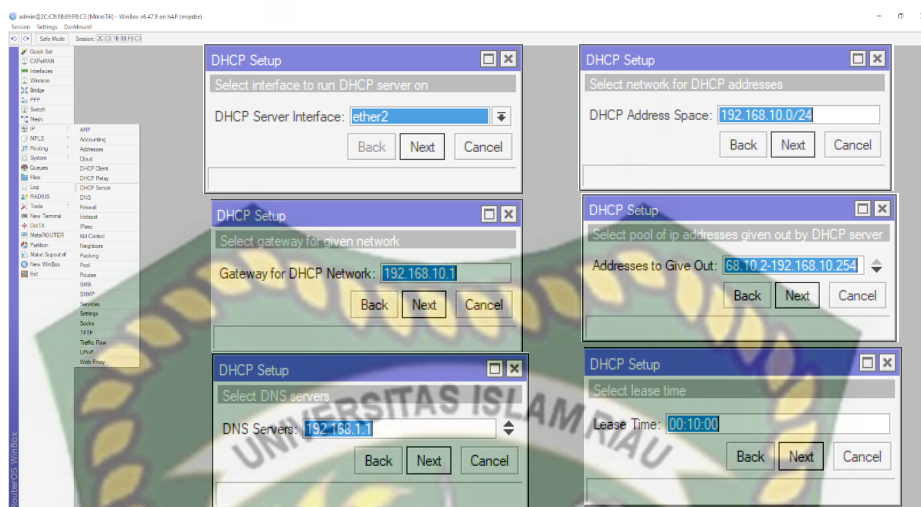 admin@2C:C8:1B:89:F8:C3 (MikroTik) - WinBox v6.47.9 on hAP (mipsbe)
Session Settings Dashboard
Safe Mode Session: 2C:C8:1B:89:F8:C3
Quick Set
CAPsMAN
Interfaces
Wireless
Bridge
PPP
Switch
Mesh
IP
MPLS
Routing
System
Queues
Files
Log
RADIUS
Tools
New Terminal
Dot1X
MetaROUTER
Partition
Make Supout.rif
New WinBox
Exit
RouterOS WinBox
ARP
Accounting
Addresses
Cloud
DHCP Client
DHCP Relay
DHCP Server
DNS
Firewall
Hotspot
IPsec
Kid Control
Neighbors
Packing
Pool
Routes
SMB
SNMP
Services
Settings
Socks
TFTP
Traffic Flow
UPnP
Web Proxy
DHCP Setup
Select interface to run DHCP server on
DHCP Server Interface: ether2
Back Next Cancel
DHCP Setup
Select network for DHCP addresses
DHCP Address Space: 192.168.10.0/24
Back Next Cancel
DHCP Setup
Select gateway for given network
Gateway for DHCP Network: 192.168.10.1
Back Next Cancel
DHCP Setup
Select pool of ip addresses given out by DHCP server
Addresses to Give Out: 68.10.2-192.168.10.254
Back Next Cancel
DHCP Setup
Select DNS servers
DNS Servers: 192.168.1.1
Back Next Cancel
DHCP Setup
Select lease time
Lease Time: 00:10:00
Back Next Cancel
UNIVERSITAS ISLAM RIAU